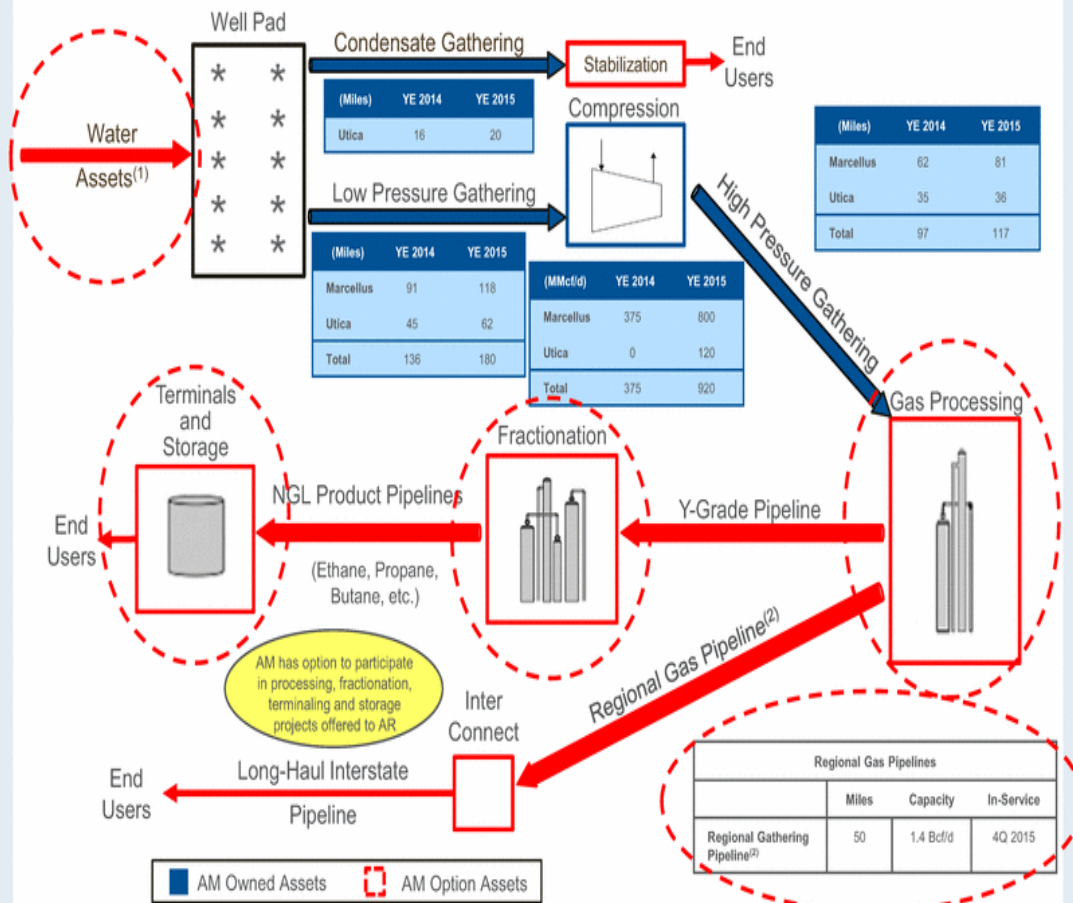 Well Pad
Condensate Gathering
Stabilization
End
Users
(Miles) YE 2014 YE 2015
Utica 16 20
Compression
(Miles) YE 2014 YE 2015
Marcellus 62 81
Utica 35 36
Total 97 117
Water
Assets(1)
* *
* *
* *
* *
* *
Low Pressure Gathering
High Pressure Gathering
(Miles) YE 2014 YE 2015
Marcellus 91 118
Utica 45 62
Total 136 180
(MMcf/d) YE 2014 YE 2015
Marcellus 375 800
Utica 0 120
Total 375 920
Gas Processing
Terminals
and
Storage
Fractionation
NGL Product Pipelines
Y-Grade Pipeline
End
Users
(Ethane, Propane,
Butane, etc.)
Regional Gas Pipeline(2)
AM has option to participate
in processing, fractionation,
terminaling and storage
projects offered to AR
Inter
Connect
End
Users
Long-Haul Interstate
Pipeline
Regional Gas Pipelines
Miles Capacity In-Service
Regional Gathering
Pipeline(2) 50 1.4 Bcf/d 4Q 2015
AM Owned Assets AM Option Assets